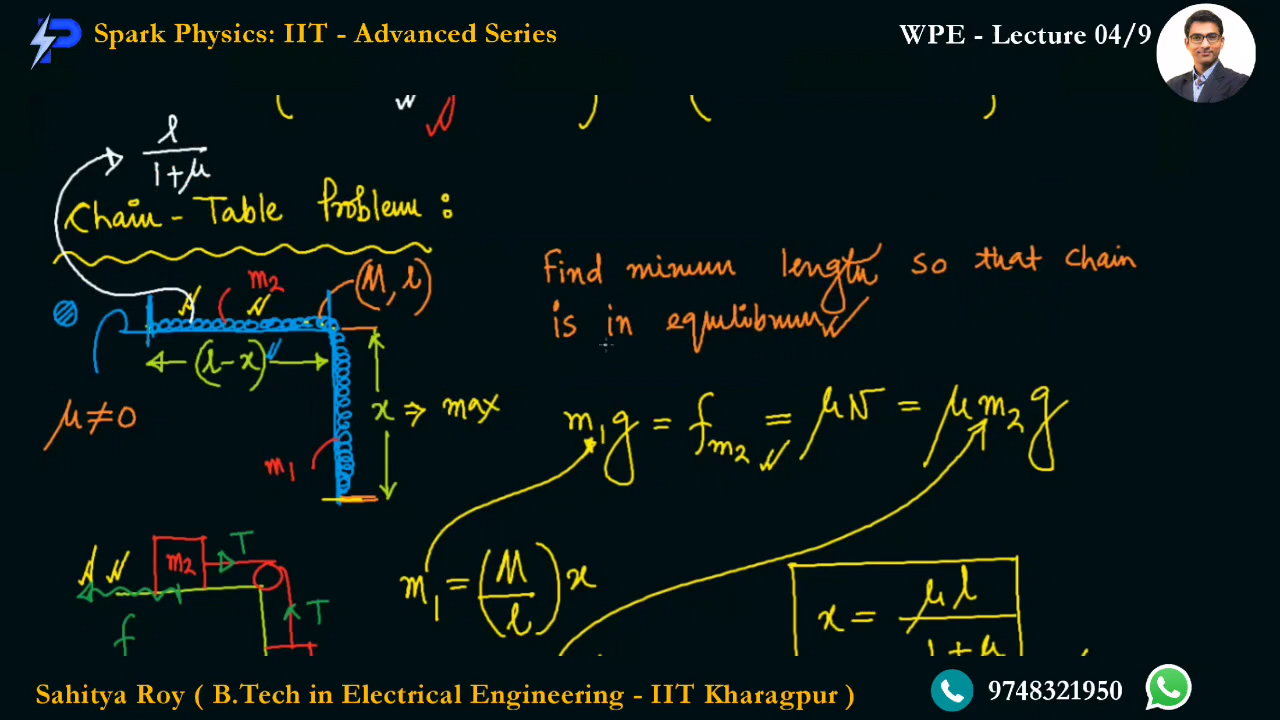 Spark Physics: IIT - Advanced Series
WPE - Lecture 04/9
l
1+μ
Chain - Table Problem :
m2
(M, l)
Find minimum length so that chain
is in equilibrium
(l-x)
μ≠0
x ⇒ max
m1g = fm2 = μN = μm2g
m1
m2
T
T
f
m1 = (M/l)x
x = μl
1+μ
Sahitya Roy ( B.Tech in Electrical Engineering - IIT Kharagpur )
9748321950